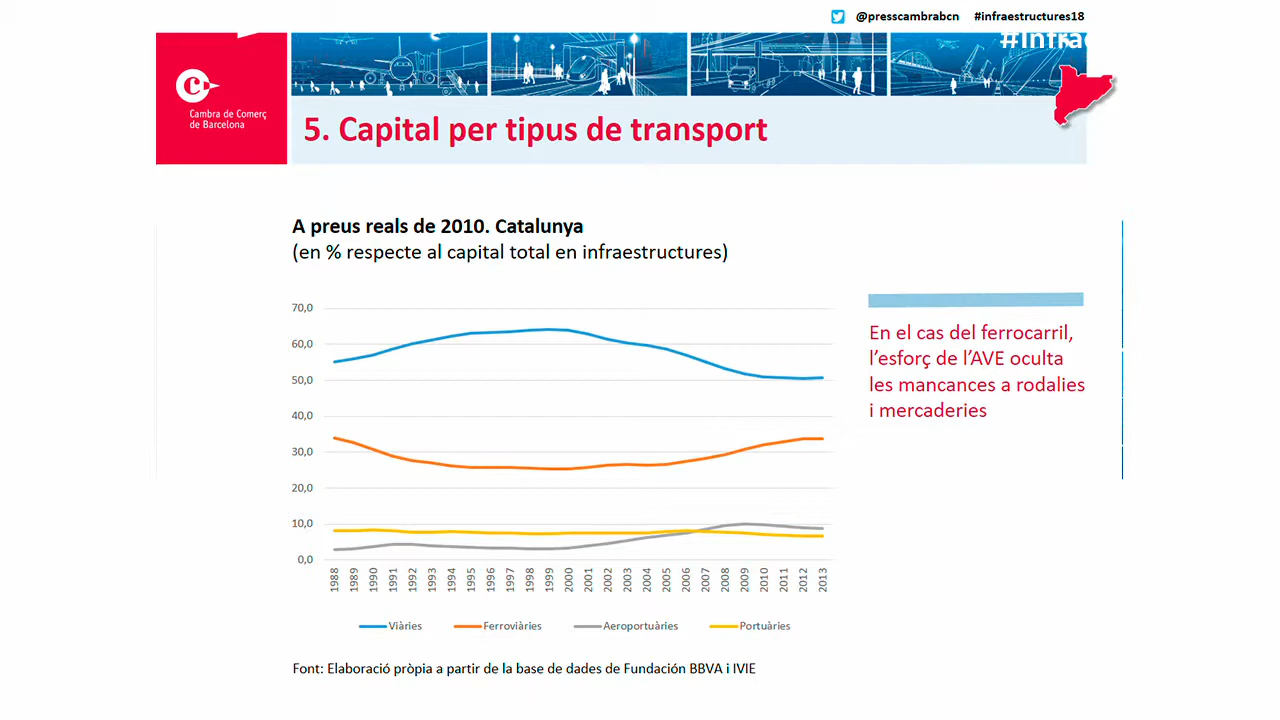 @presscambrabcn #infraestructures18
#Infrae
Cambra de Comerç
de Barcelona
5. Capital per tipus de transport
A preus reals de 2010. Catalunya
(en % respecte al capital total en infraestructures)
70,0
60,0
50,0
40,0
30,0
20,0
10,0
0,0
1988 1989 1990 1991 1992 1993 1994 1995 1996 1997 1998 1999 2000 2001 2002 2003 2004 2005 2006 2007 2008 2009 2010 2011 2012 2013
Viàries Ferroviàries Aeroportuàries Portuàries
En el cas del ferrocarril,
l'esforç de l'AVE oculta
les mancances a rodalies
i mercaderies
Font: Elaboració pròpia a partir de la base de dades de Fundación BBVA i IVIE